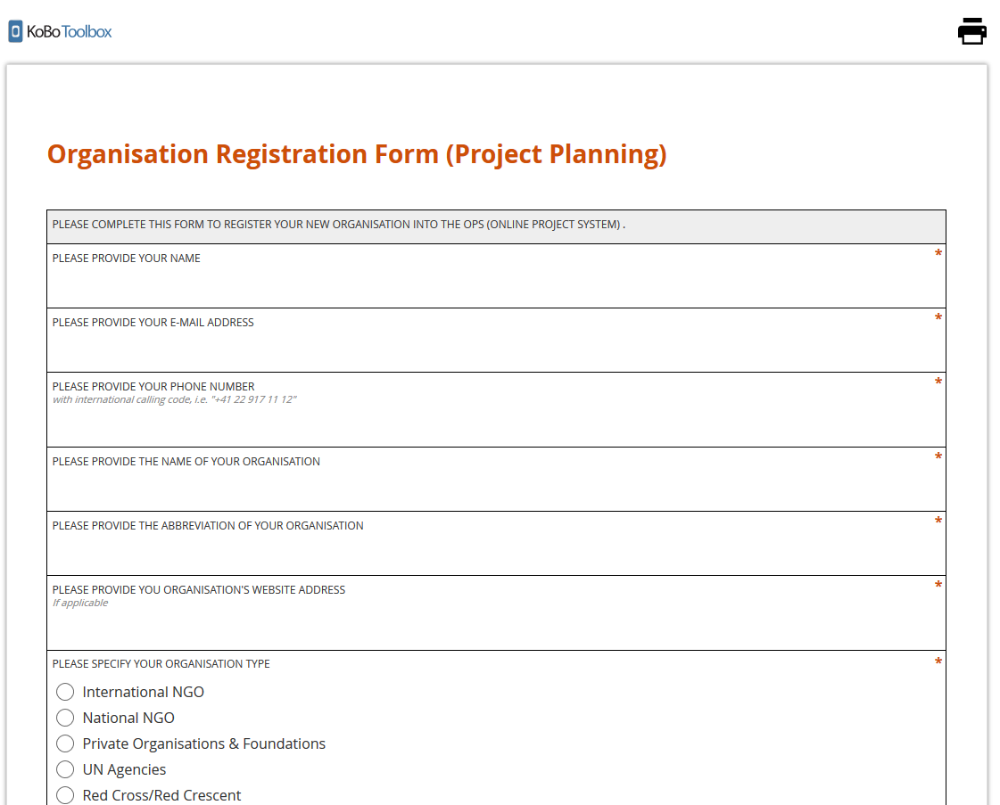 KoBo Toolbox
Organisation Registration Form (Project Planning)
PLEASE COMPLETE THIS FORM TO REGISTER YOUR NEW ORGANISATION INTO THE OPS (ONLINE PROJECT SYSTEM) .
PLEASE PROVIDE YOUR NAME *
PLEASE PROVIDE YOUR E-MAIL ADDRESS *
PLEASE PROVIDE YOUR PHONE NUMBER *
with international calling code, i.e. "+41 22 917 11 12"
PLEASE PROVIDE THE NAME OF YOUR ORGANISATION *
PLEASE PROVIDE THE ABBREVIATION OF YOUR ORGANISATION *
PLEASE PROVIDE YOU ORGANISATION'S WEBSITE ADDRESS *
If applicable
PLEASE SPECIFY YOUR ORGANISATION TYPE *
International NGO
National NGO
Private Organisations & Foundations
UN Agencies
Red Cross/Red Crescent